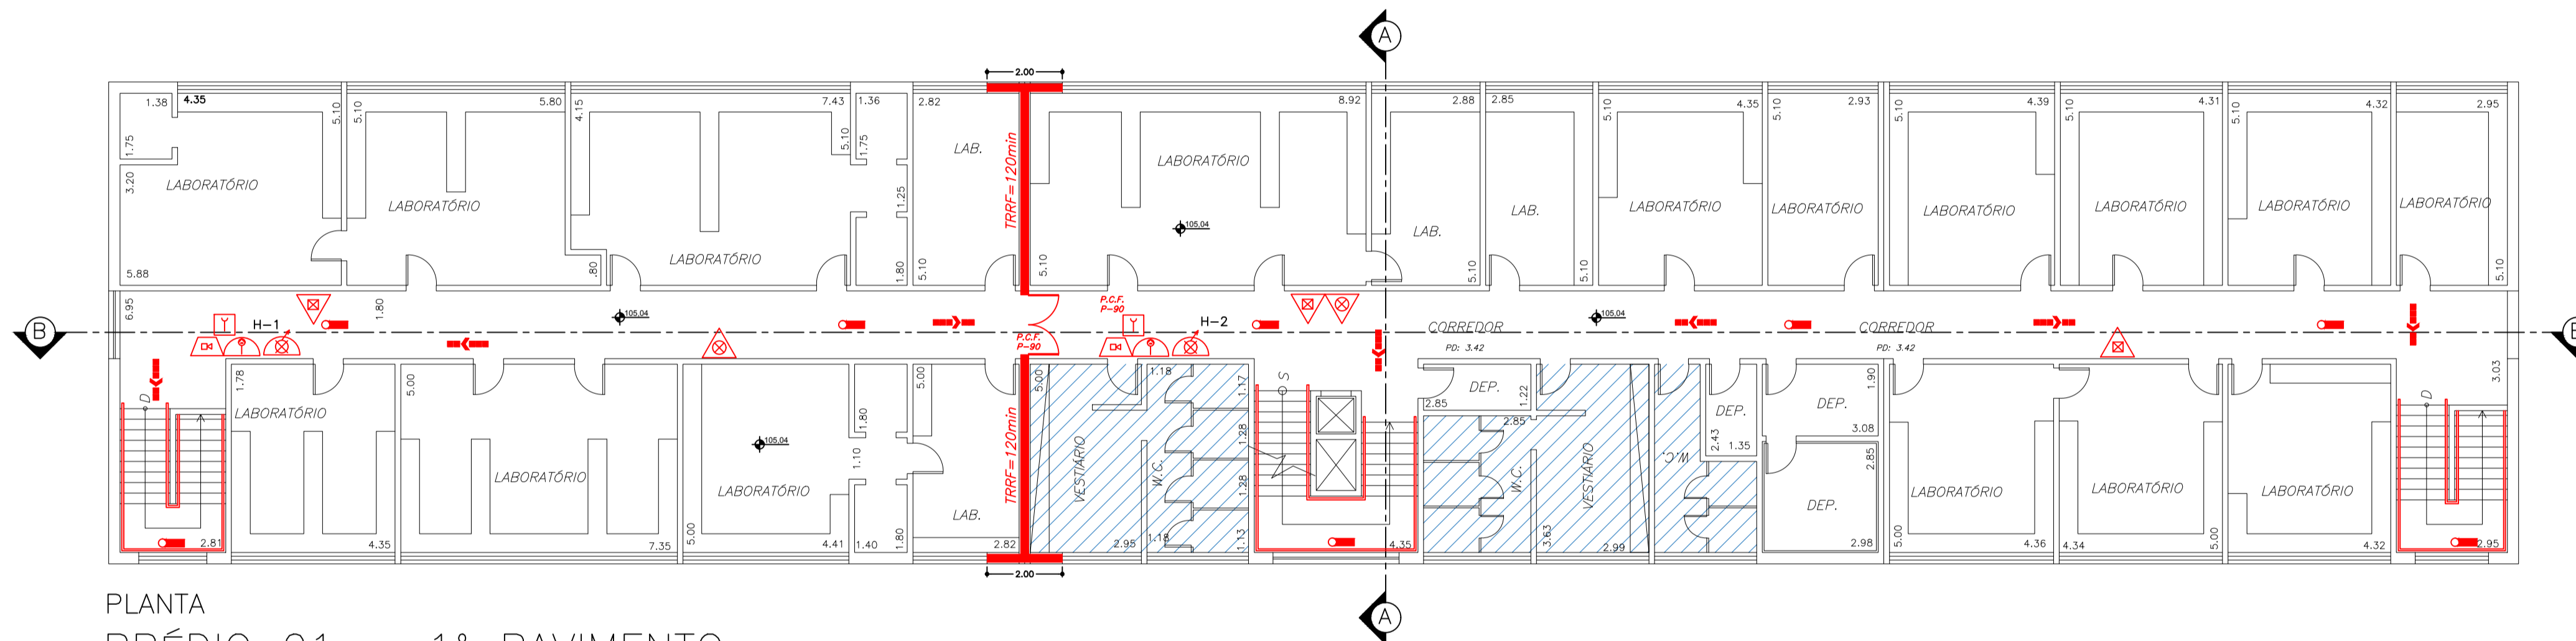 A
2.00
1.38
4.35
5.10
5.10
5.80
4.15
7.43
1.36
2.82
8.92
2.88
2.85
5.10
4.35
5.10
2.93
5.10
4.39
5.10
4.31
5.10
4.32
2.95
1.75
5.10
1.75
LAB.
TRRF=120min
LABORATÓRIO
3.20
LABORATÓRIO
LABORATÓRIO
1.25
LAB.
LABORATÓRIO
LABORATÓRIO
LABORATÓRIO
LABORATÓRIO
LABORATÓRIO
LABORATÓRIO
105,04
LAB.
LABORATÓRIO
5.88
.80
1.80
5.10
5.10
5.10
5.10
5.10
6.95
1.80
105,04
P.C.F.
P-90
105,04
B
H-1
H-2
CORREDOR
CORREDOR
P.C.F.
P-90
PD: 3.42
PD: 3.42
1.78
5.00
5.00
5.00
1.18
1.17
S
DEP.
1.22
2.85
DEP.
1.90
DEP.
3.03
D
LABORATÓRIO
1.80
TRRF=120min
2.85
3.08
D
105,04
1.28
2.43
1.35
1.10
VESTIÁRIO
W.C.
W.C.
VESTIÁRIO
W.C.
2.85
LABORATÓRIO
LABORATÓRIO
1.28
DEP.
LABORATÓRIO
LABORATÓRIO
LABORATÓRIO
LAB.
2.81
4.35
7.35
5.00
4.41
1.40
1.80
2.82
2.95
1.18
1.13
4.35
3.63
2.99
2.98
5.00
4.36
4.34
5.00
4.32
2.95
2.00
PLANTA
A